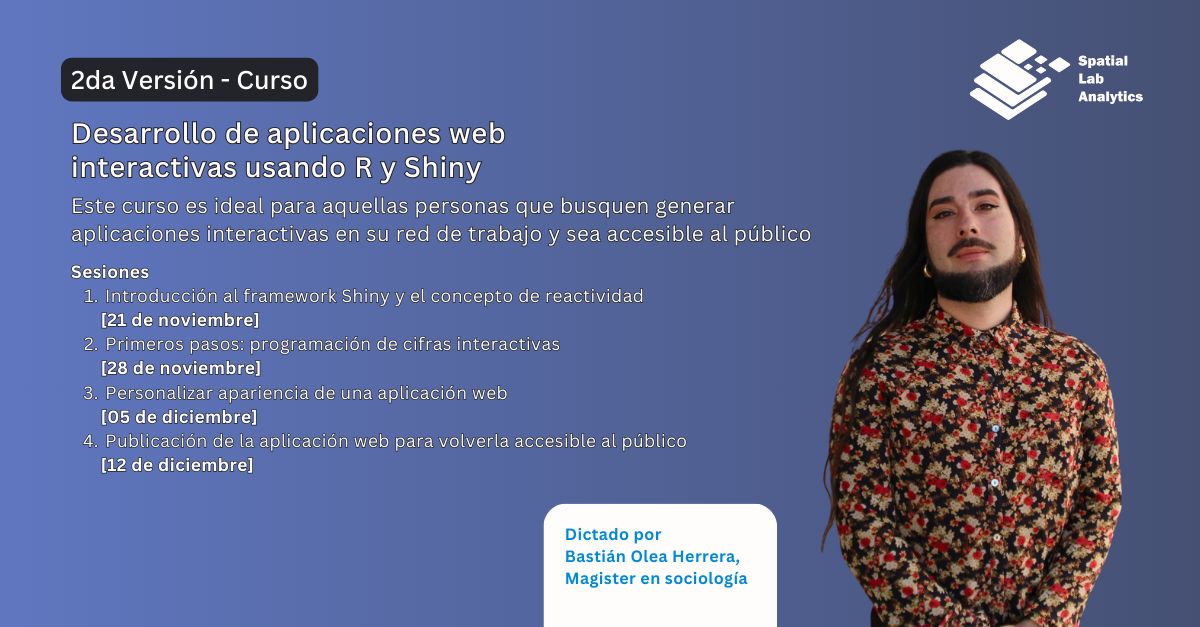 2da Versión - Curso
Spatial
Lab
Analytics
Desarrollo de aplicaciones web
interactivas usando R y Shiny
Este curso es ideal para aquellas personas que busquen generar
aplicaciones interactivas en su red de trabajo y sea accesible al público
Sesiones
1. Introducción al framework Shiny y el concepto de reactividad
[21 de noviembre]
2. Primeros pasos: programación de cifras interactivas
[28 de noviembre]
3. Personalizar apariencia de una aplicación web
[05 de diciembre]
4. Publicación de la aplicación web para volverla accesible al público
[12 de diciembre]
Dictado por
Bastián Olea Herrera,
Magister en sociología